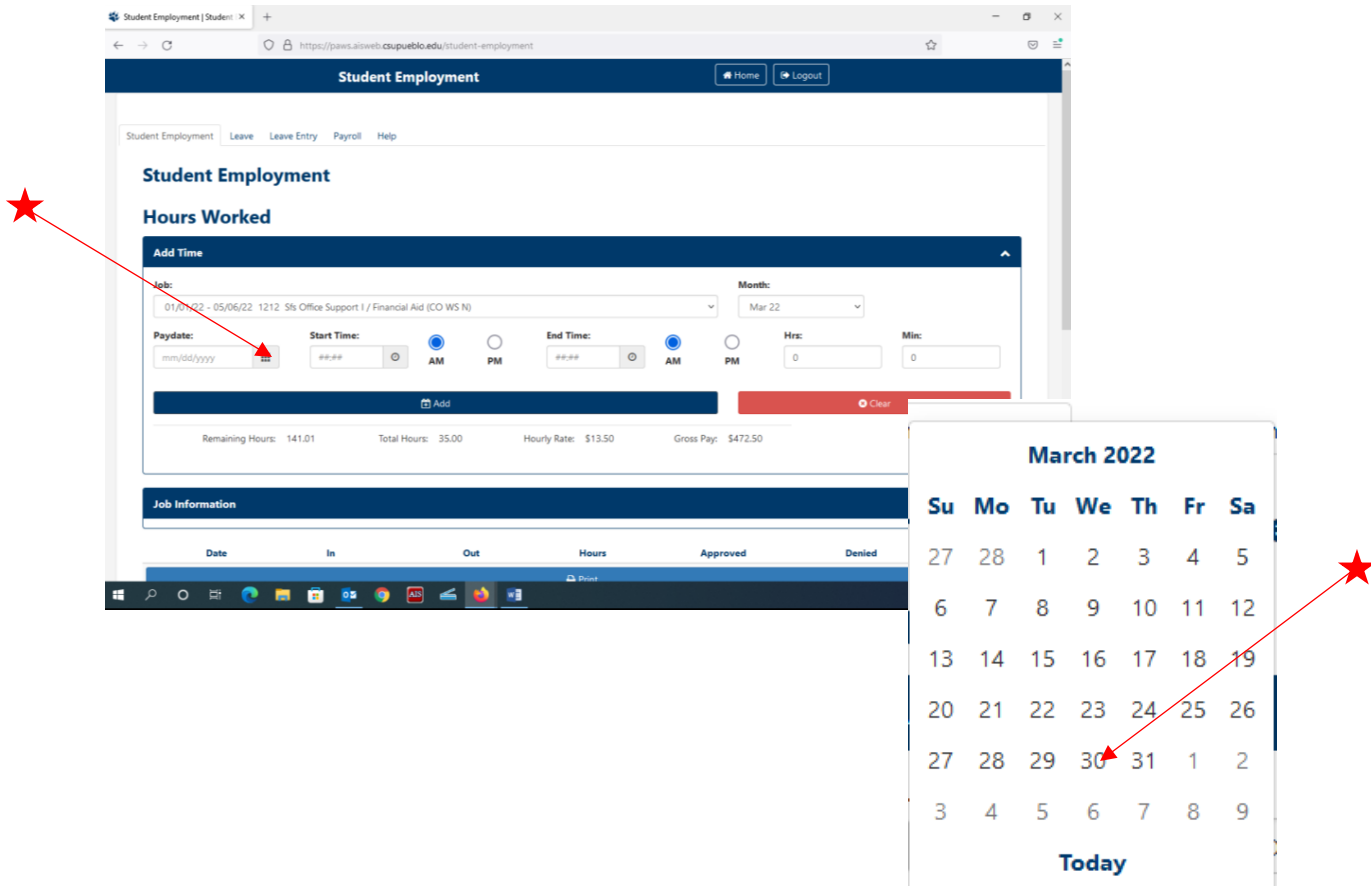 Student Employment | Student
https://paws.aisweb.csupueblo.edu/student-employment
Student Employment
Home
Logout
Student Employment Leave Leave Entry Payroll Help
Student Employment
Hours Worked
Add Time
Job: Month:
01/01/22 - 05/06/22 1212 Sfs Office Support I / Financial Aid (CO WS N) Mar 22
Paydate: Start Time: End Time: Hrs: Min:
mm/dd/yyyy ##:## AM PM ##:## AM PM 0 0
Add Clear
Remaining Hours: 141.01 Total Hours: 35.00 Hourly Rate: $13.50 Gross Pay: $472.50
Job Information
Date In Out Hours Approved Denied
Print
AIS
March 2022
Su Mo Tu We Th Fr Sa
27 28 1 2 3 4 5
6 7 8 9 10 11 12
13 14 15 16 17 18 19
20 21 22 23 24 25 26
27 28 29 30 31 1 2
3 4 5 6 7 8 9
Today